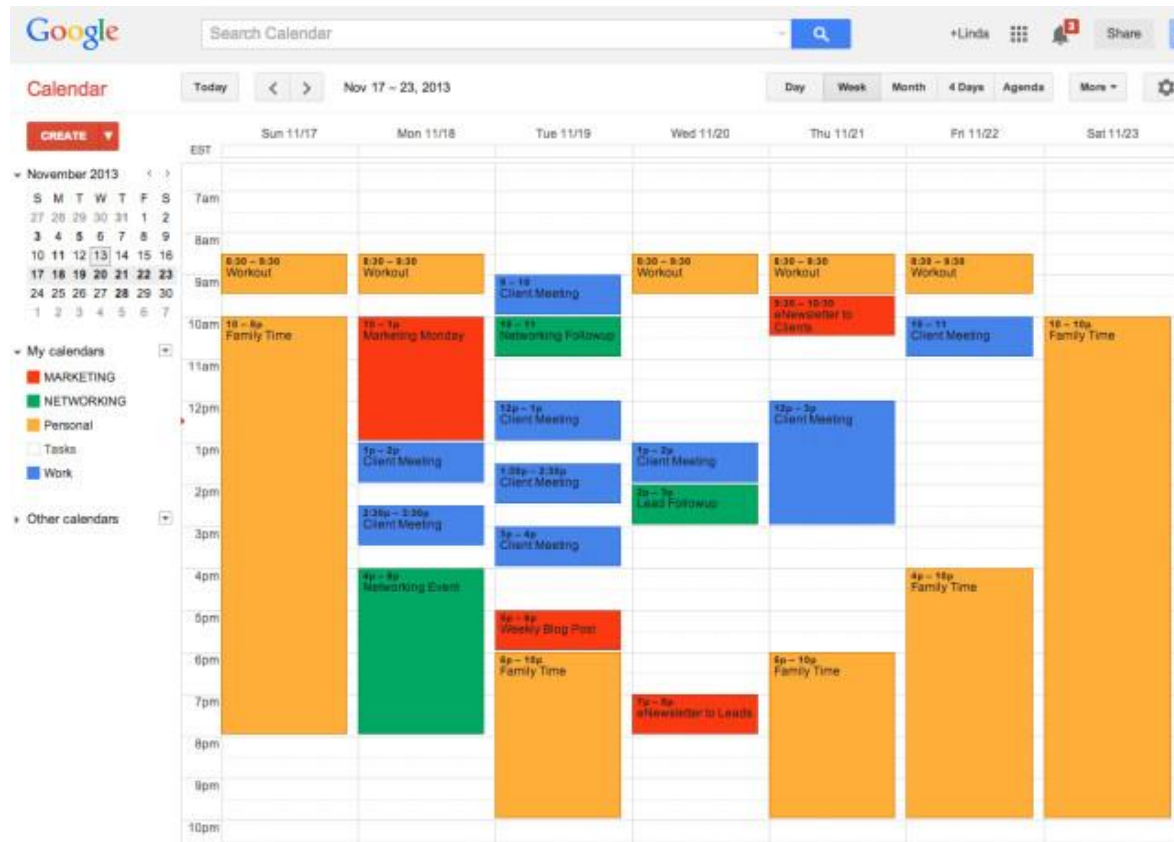 Google
Search Calendar
+Linda
3
Share
Calendar
Today
Nov 17 – 23, 2013
Day Week Month 4 Days Agenda
More
CREATE
November 2013
S M T W T F S
27 28 29 30 31 1 2
3 4 5 6 7 8 9
10 11 12 13 14 15 16
17 18 19 20 21 22 23
24 25 26 27 28 29 30
1 2 3 4 5 6 7
My calendars
MARKETING
NETWORKING
Personal
Tasks
Work
Other calendars
Sun 11/17
Mon 11/18
Tue 11/19
Wed 11/20
Thu 11/21
Fri 11/22
Sat 11/23
EST
7am
8am
9am
10am
11am
12pm
1pm
2pm
3pm
4pm
5pm
6pm
7pm
8pm
9pm
10pm
8:30 – 9:30
Workout
10 – 8p
Family Time
8:30 – 9:30
Workout
10 – 1p
Marketing Monday
1p – 2p
Client Meeting
2:30p – 3:30p
Client Meeting
4p – 8p
Networking Event
9 – 10
Client Meeting
10 – 11
Networking Followup
12p – 1p
Client Meeting
1:30p – 2:30p
Client Meeting
3p – 4p
Client Meeting
5p – 6p
Weekly Blog Post
6p – 10p
Family Time
8:30 – 9:30
Workout
1p – 2p
Client Meeting
2p – 3p
Lead Followup
7p – 8p
eNewsletter to Leads
8:30 – 9:30
Workout
9:30 – 10:30
eNewsletter to
Clients
12p – 3p
Client Meeting
6p – 10p
Family Time
8:30 – 9:30
Workout
10 – 11
Client Meeting
4p – 10p
Family Time
10 – 10p
Family Time